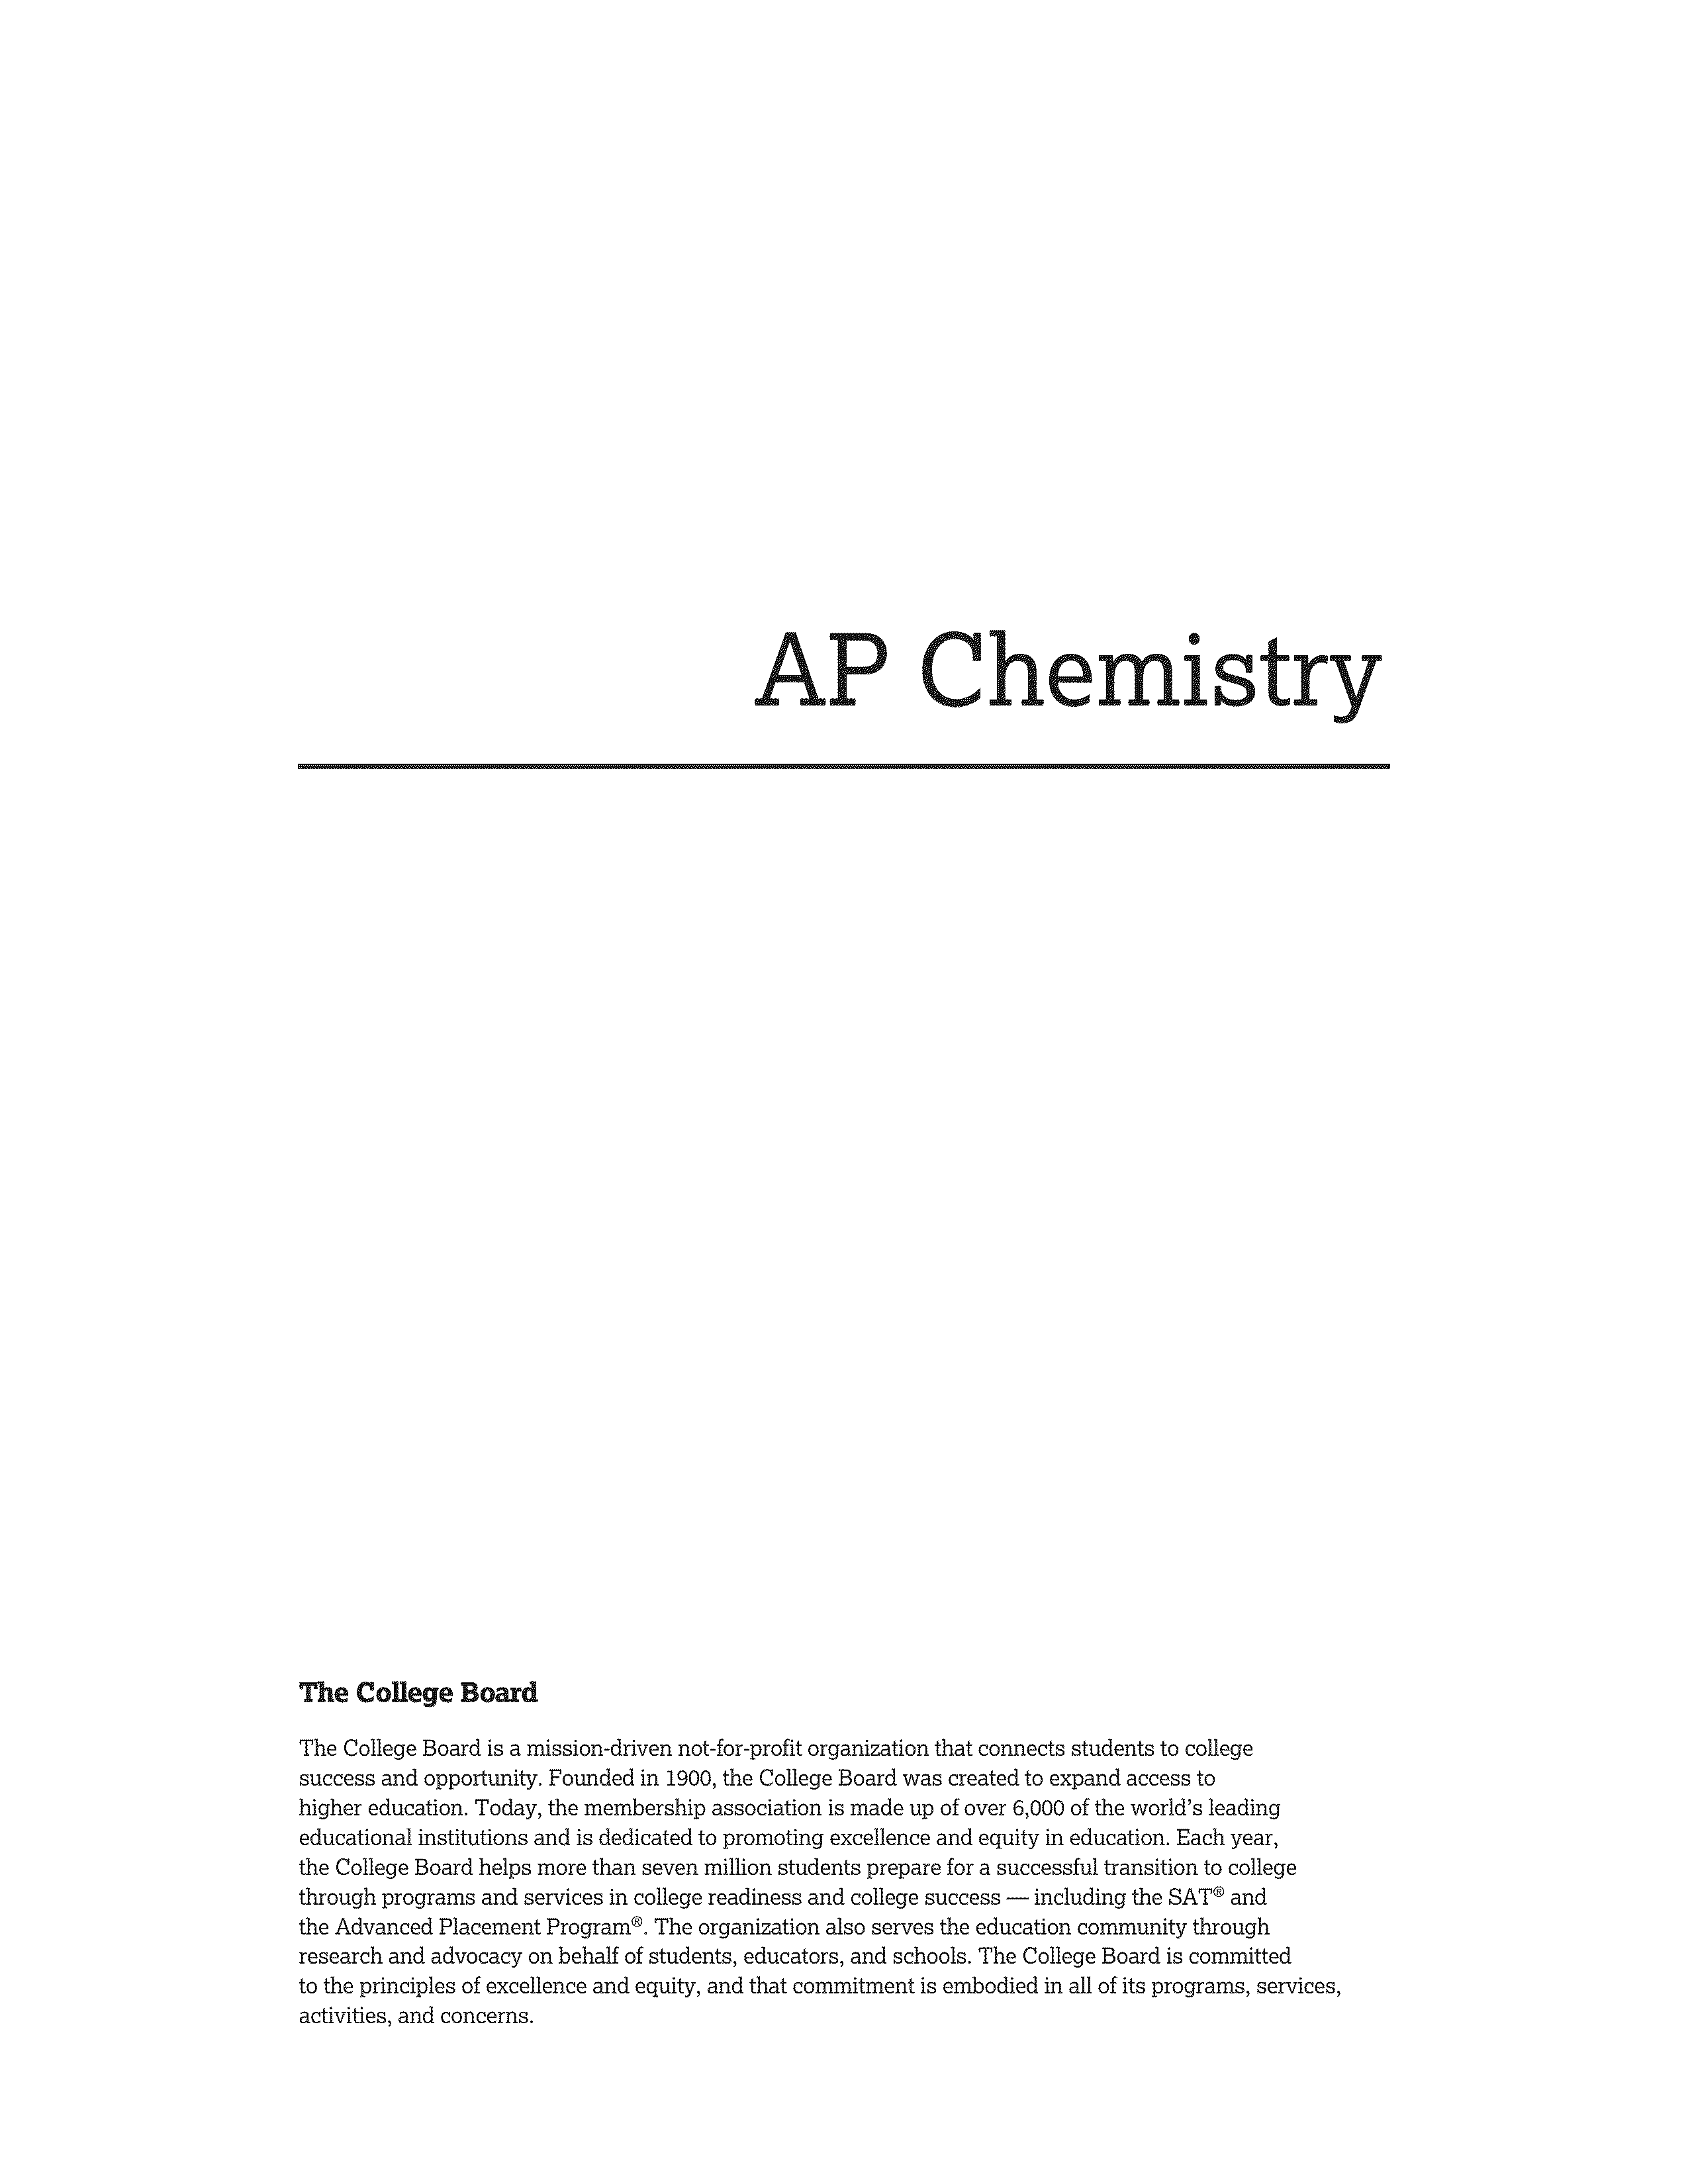 AP Chemistry
The College Board
The College Board is a mission-driven not-for-profit organization that connects students to college
success and opportunity. Founded in 1900, the College Board was created to expand access to
higher education. Today, the membership association is made up of over 6,000 of the world’s leading
educational institutions and is dedicated to promoting excellence and equity in education. Each year,
the College Board helps more than seven million students prepare for a successful transition to college
through programs and services in college readiness and college success — including the SAT® and
the Advanced Placement Program®. The organization also serves the education community through
research and advocacy on behalf of students, educators, and schools. The College Board is committed
to the principles of excellence and equity, and that commitment is embodied in all of its programs, services,
activities, and concerns.